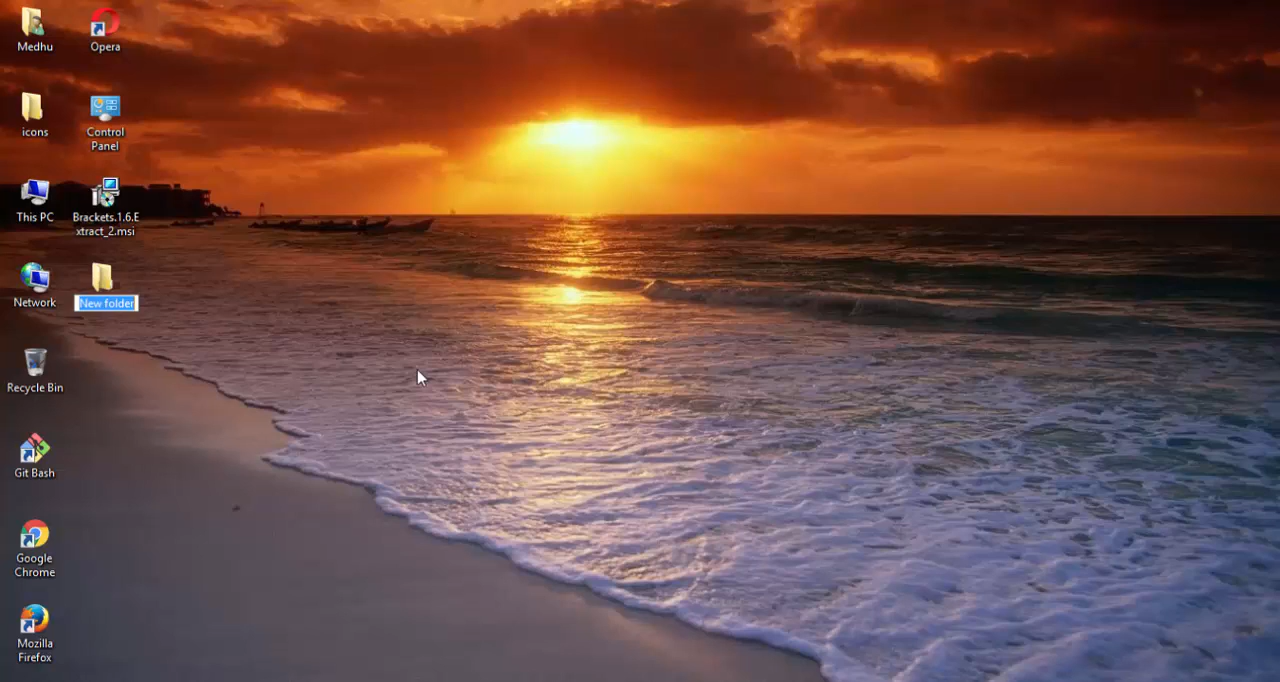 Medhu
Opera
icons
Control
Panel
This PC
Brackets.1.6.E
xtract_2.msi
Network
New folder
Recycle Bin
Git Bash
Google
Chrome
Mozilla
Firefox